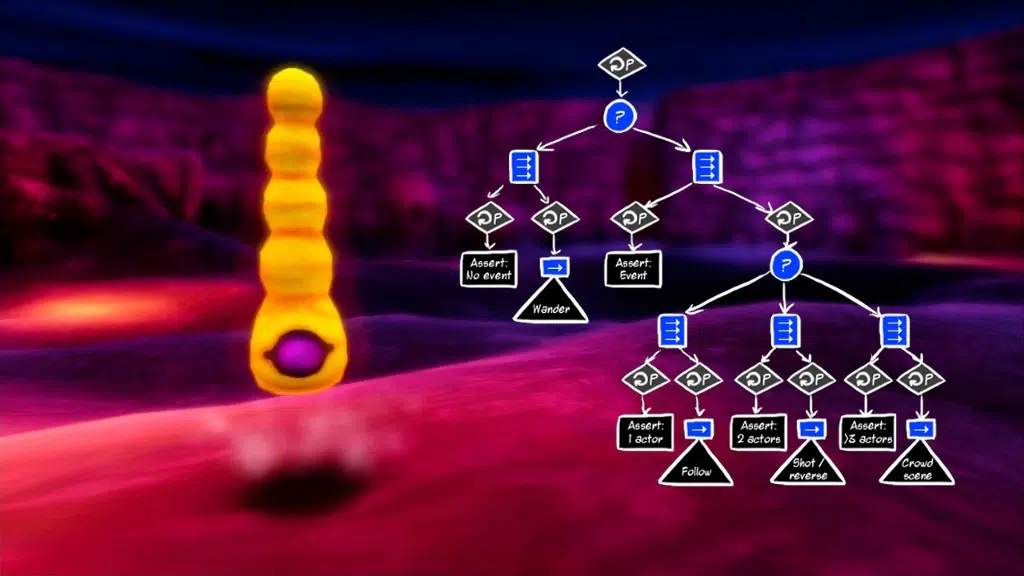 P
?
P
P
P
P
Assert:
No event
Assert:
Event
?
Wander
P
P
P
P
P
P
Assert:
1 actor
Assert:
2 actors
Assert:
>3 actors
Follow
Shot /
reverse
Crowd
scene